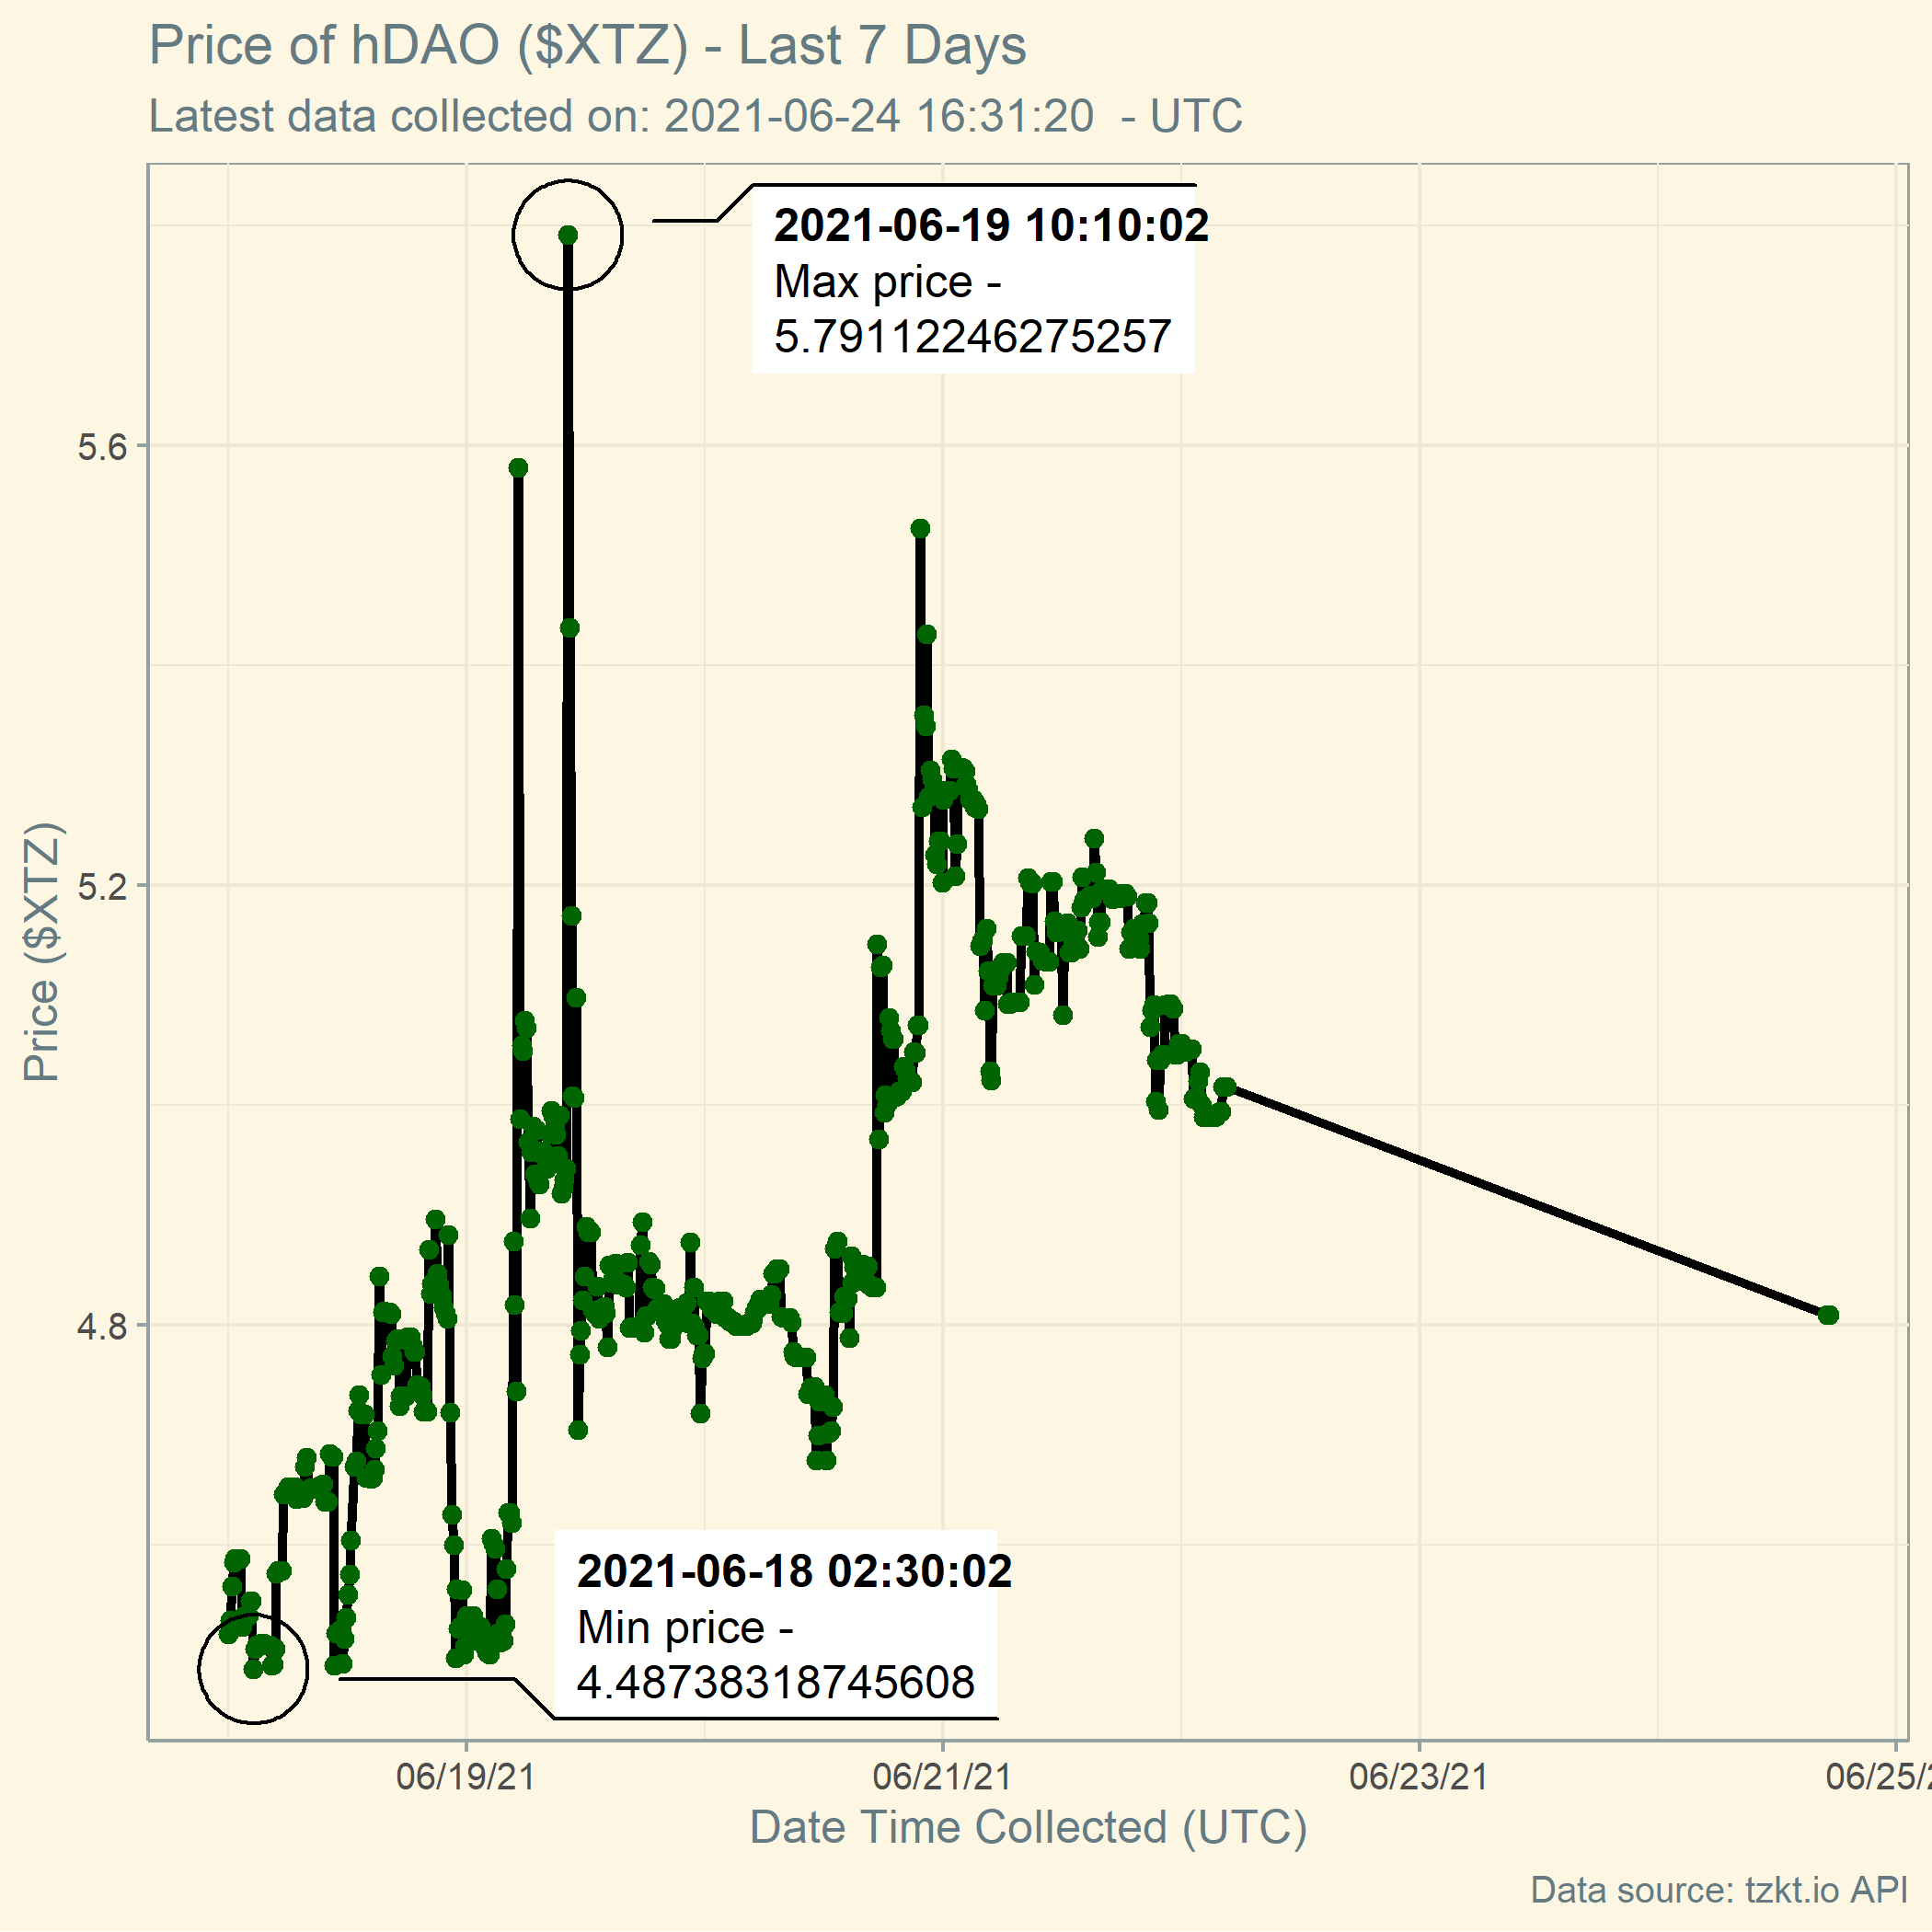 Price of hDAO ($XTZ) - Last 7 Days
Latest data collected on: 2021-06-24 16:31:20  - UTC
2021-06-19 10:10:02
Max price -
5.79112246275257
5.6
5.2
4.8
Price ($XTZ)
2021-06-18 02:30:02
Min price -
4.48738318745608
06/19/21
06/21/21
06/23/21
06/25/2
Date Time Collected (UTC)
Data source: tzkt.io API